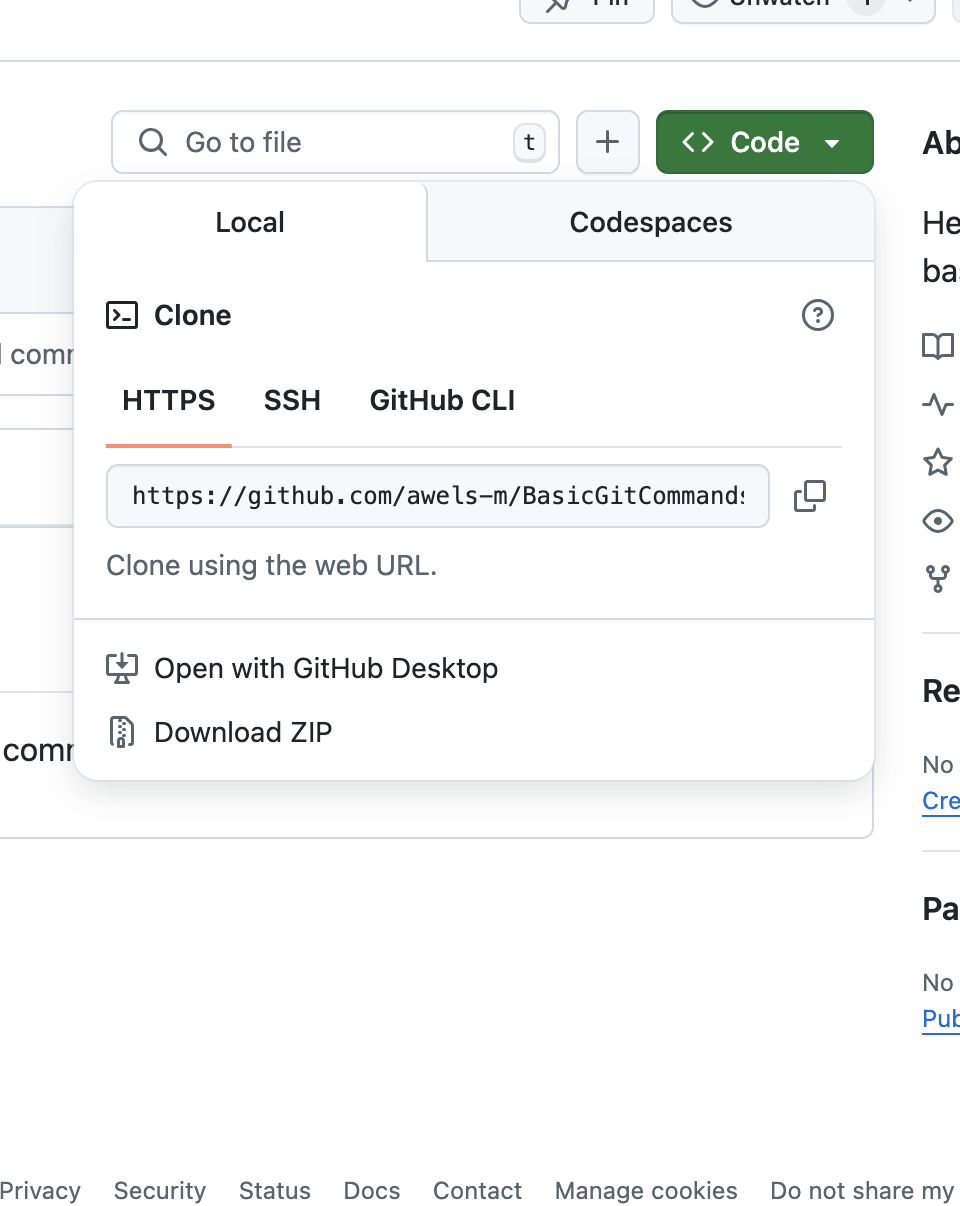 Go to file t
Code
Local Codespaces
Clone
HTTPS SSH GitHub CLI
https://github.com/awels-m/BasicGitCommands
Clone using the web URL.
Open with GitHub Desktop
Download ZIP
Ab
He
bas
comm
comm
Re
No
Cre
Pa
No
Pub
Privacy Security Status Docs Contact Manage cookies Do not share my